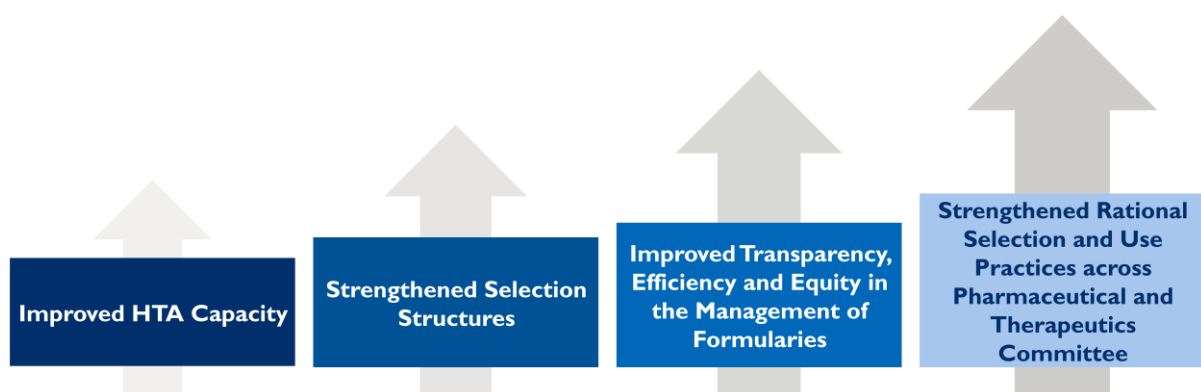 Improved HTA Capacity
Strengthened Selection
Structures
Improved Transparency,
Efficiency and Equity in
the Management of
Formularies
Strengthened Rational
Selection and Use
Practices across
Pharmaceutical and
Therapeutics
Committee